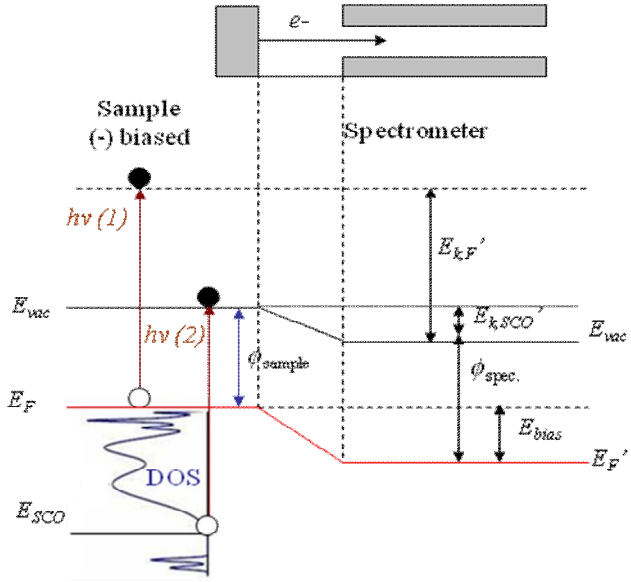 e-
Sample
(-) biased
Spectrometer
hν (1)
E_k,F'
E_vac
E_k,SCO'
E_vac
hν (2)
ϕ_sample
ϕ_spec.
E_F
E_bias
E_F'
DOS
E_SCO